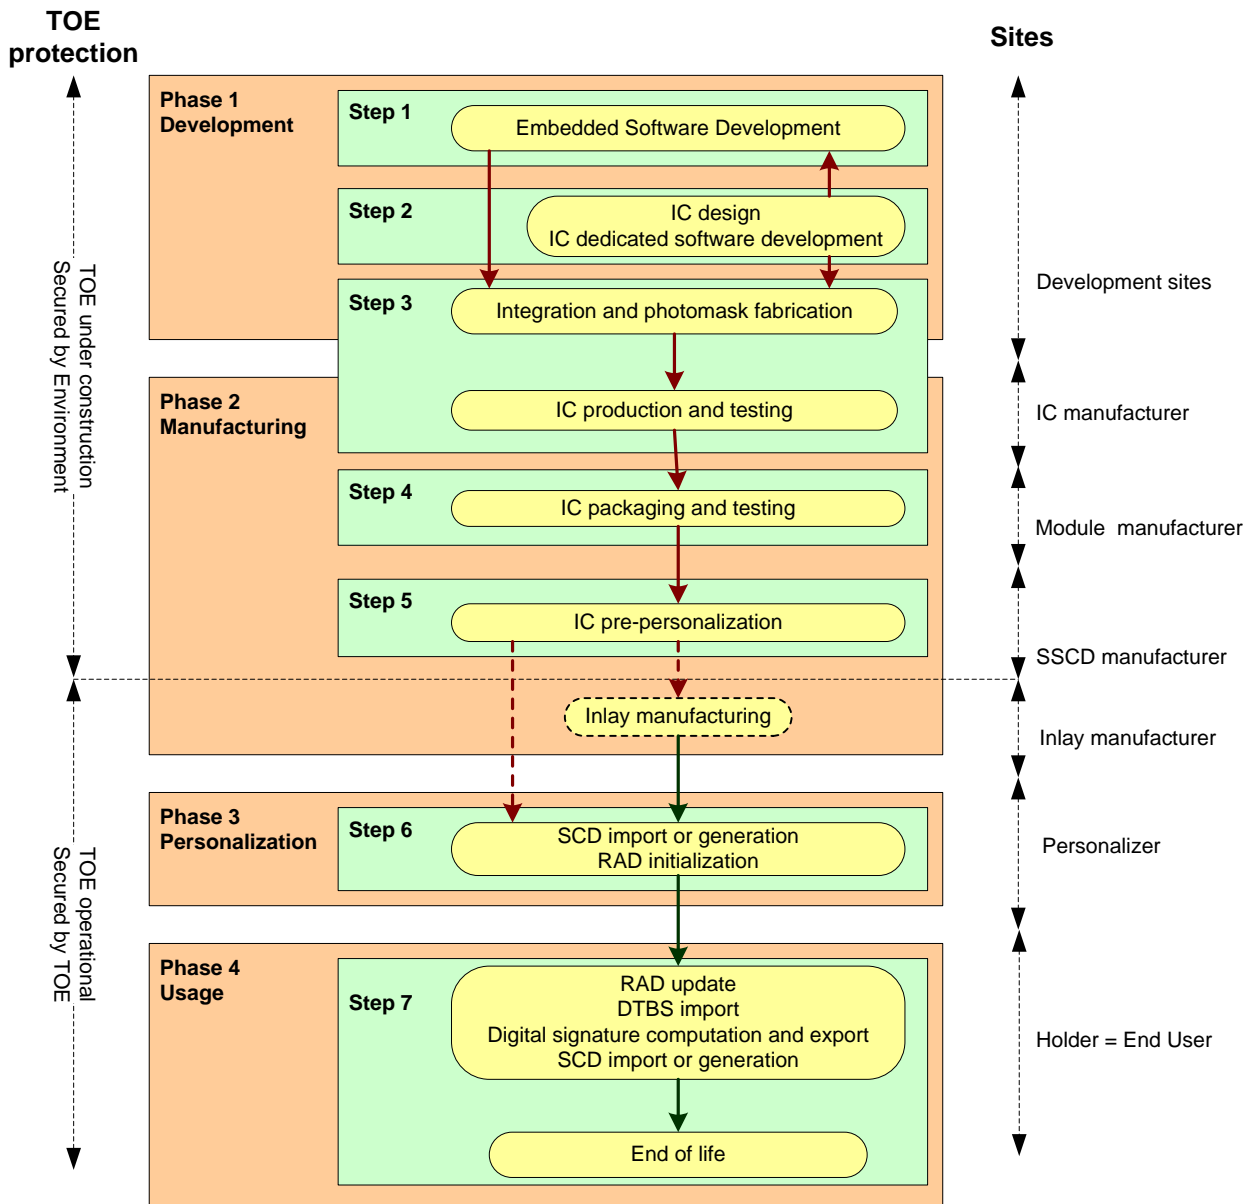 TOE
protection
Sites
Phase 1
Development
Step 1
Embedded Software Development
Step 2
IC design
IC dedicated software development
Step 3
Integration and photomask fabrication
Development sites
TOE under construction
Secured by Environment
Phase 2
Manufacturing
IC production and testing
IC manufacturer
Step 4
IC packaging and testing
Module manufacturer
Step 5
IC pre-personalization
SSCD manufacturer
Inlay manufacturing
Inlay manufacturer
Phase 3
Personalization
Step 6
SCD import or generation
RAD initialization
Personalizer
TOE operational
Secured by TOE
Phase 4
Usage
Step 7
RAD update
DTBS import
Digital signature computation and export
SCD import or generation
Holder = End User
End of life